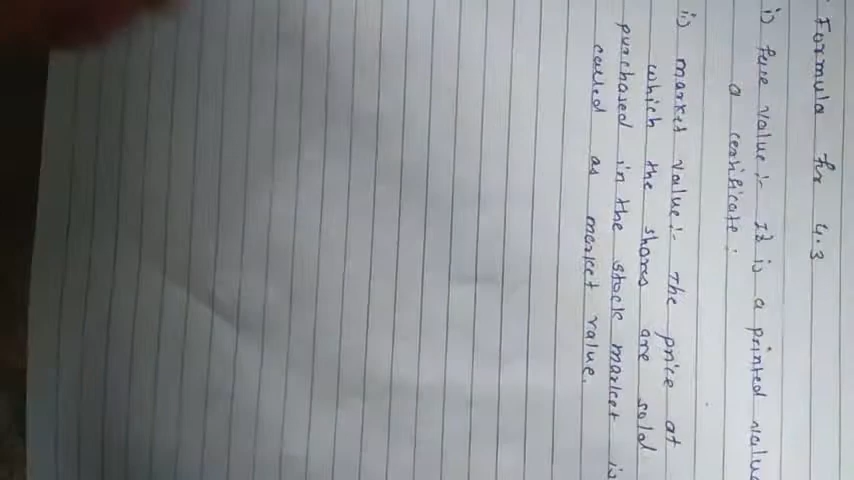 Formula for 4.3
i) Face value :- It is a printed value
a certificate :
ii) market value :- The price at
which the shares are sold
purchased in the stock market is
called as market value.